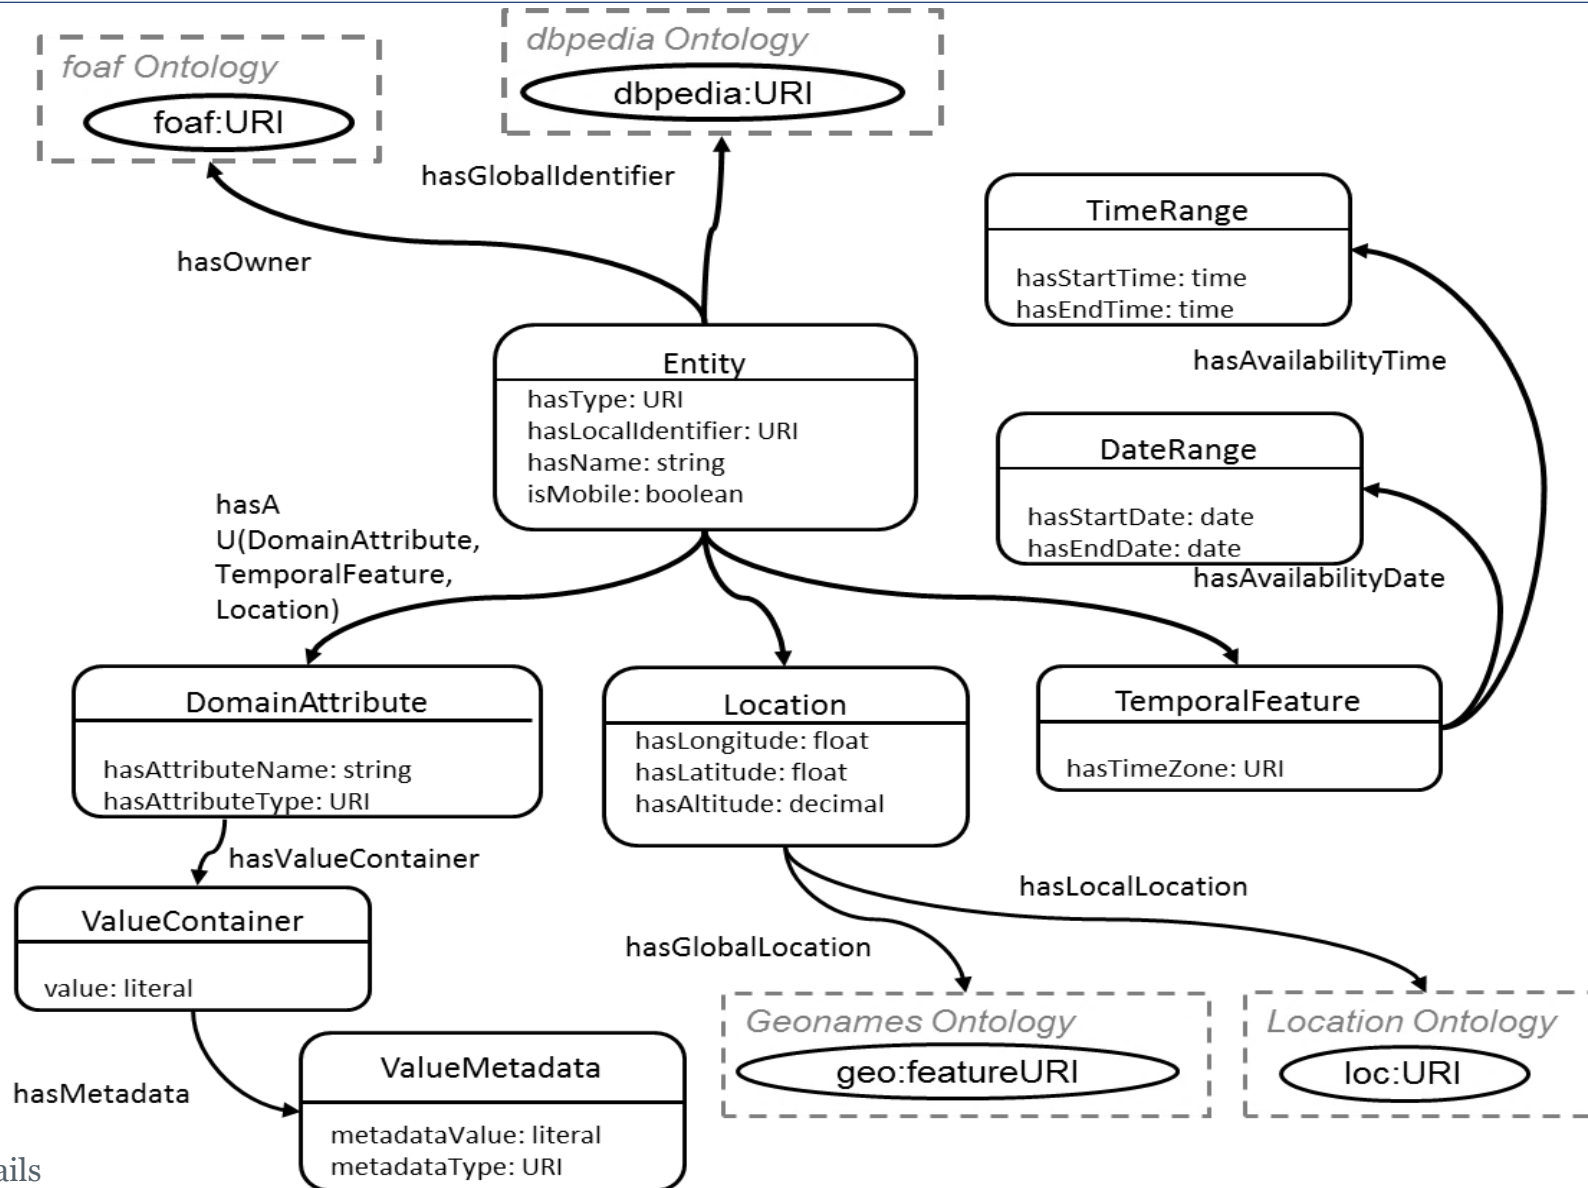 foaf Ontology
foaf:URI
dbpedia Ontology
dbpedia:URI
hasGlobalIdentifier
hasOwner
TimeRange
hasStartTime: time
hasEndTime: time
hasAvailabilityTime
Entity
hasType: URI
hasLocalIdentifier: URI
hasName: string
isMobile: boolean
DateRange
hasStartDate: date
hasEndDate: date
hasAvailabilityDate
hasA
U(DomainAttribute,
TemporalFeature,
Location)
DomainAttribute
hasAttributeName: string
hasAttributeType: URI
Location
hasLongitude: float
hasLatitude: float
hasAltitude: decimal
TemporalFeature
hasTimeZone: URI
hasValueContainer
ValueContainer
value: literal
hasLocalLocation
hasGlobalLocation
Geonames Ontology
geo:featureURI
Location Ontology
loc:URI
hasMetadata
ValueMetadata
metadataValue: literal
metadataType: URI
ails